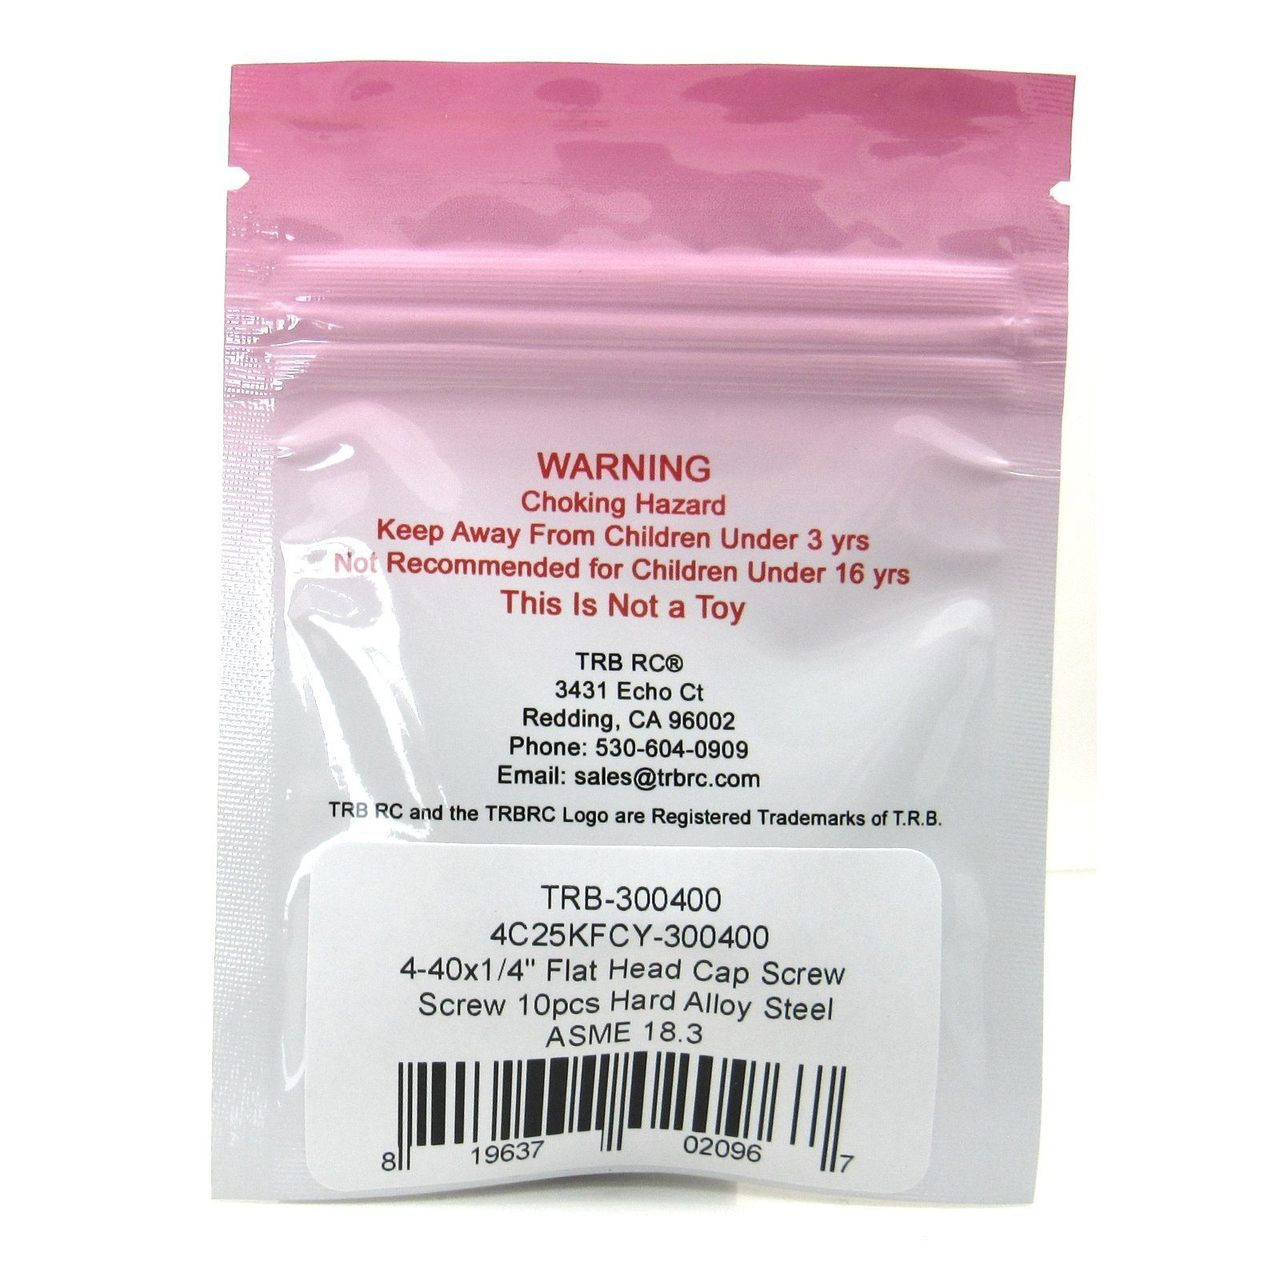 WARNING
Choking Hazard
Keep Away From Children Under 3 yrs
Not Recommended for Children Under 16 yrs
This Is Not a Toy
TRB RC®
3431 Echo Ct
Redding, CA 96002
Phone: 530-604-0909
Email: sales@trbrc.com
TRB RC and the TRBRC Logo are Registered Trademarks of T.R.B.
TRB-300400
4C25KFCY-300400
4-40x1/4" Flat Head Cap Screw
Screw 10pcs Hard Alloy Steel
ASME 18.3
8 19637 02096 7